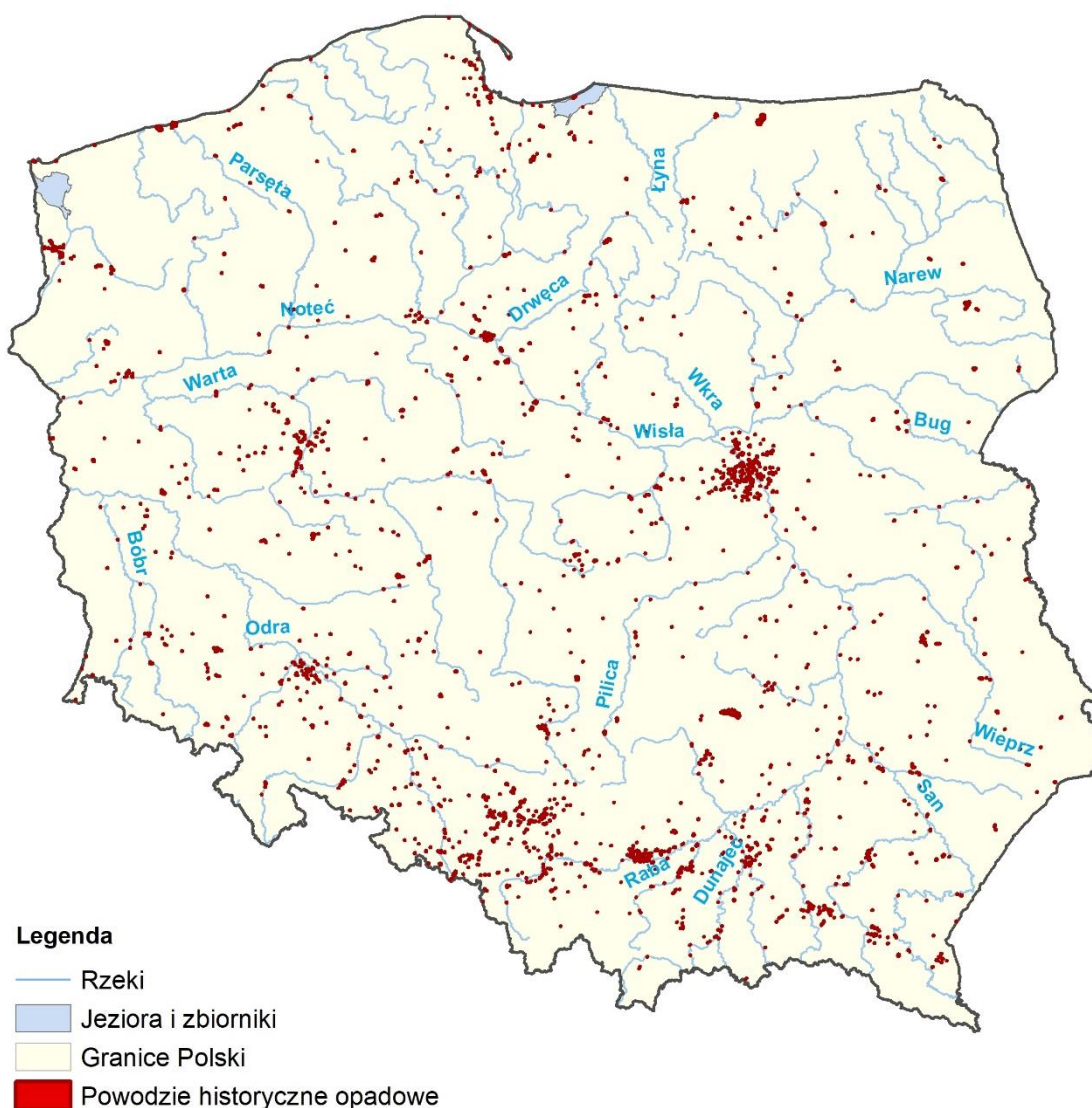 Parsęta
Łyna
Narew
Drwęca
Noteć
Warta
Wkra
Bug
Wisła
Bóbr
Odra
Pilica
Wieprz
San
Raba
Dunajec
Legenda
Rzeki
Jeziora i zbiorniki
Granice Polski
Powodzie historyczne opadowe